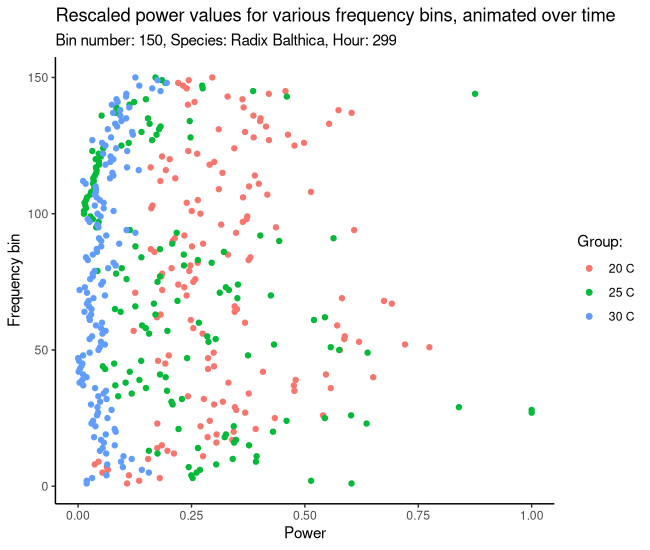 Rescaled power values for various frequency bins, animated over time
Bin number: 150, Species: Radix Balthica, Hour: 299
150
100
50
0
Frequency bin
0.00 0.25 0.50 0.75 1.00
Power
Group:
20 C
25 C
30 C